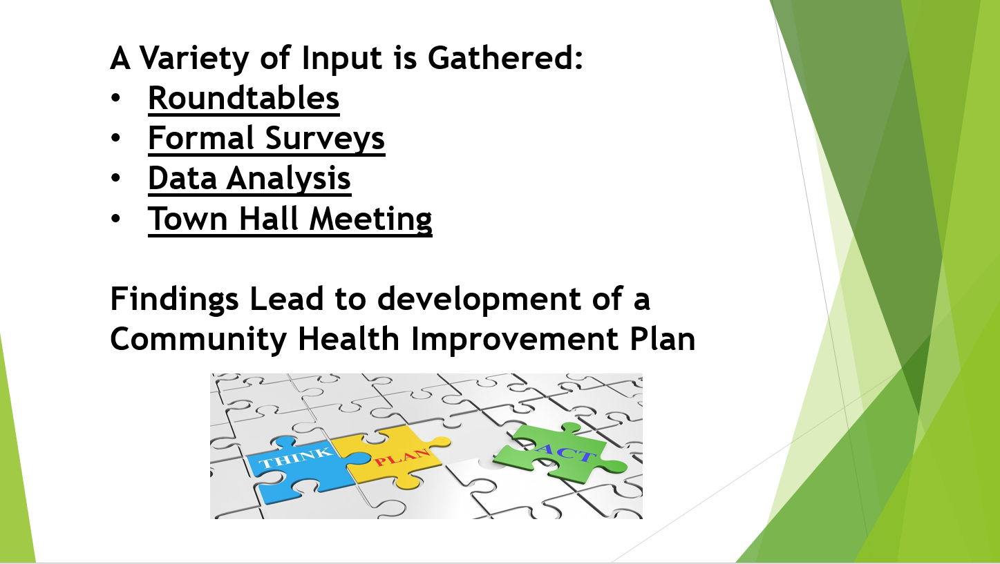 A Variety of Input is Gathered:
• Roundtables
• Formal Surveys
• Data Analysis
• Town Hall Meeting
Findings Lead to development of a
Community Health Improvement Plan
THINK
PLAN
ACT